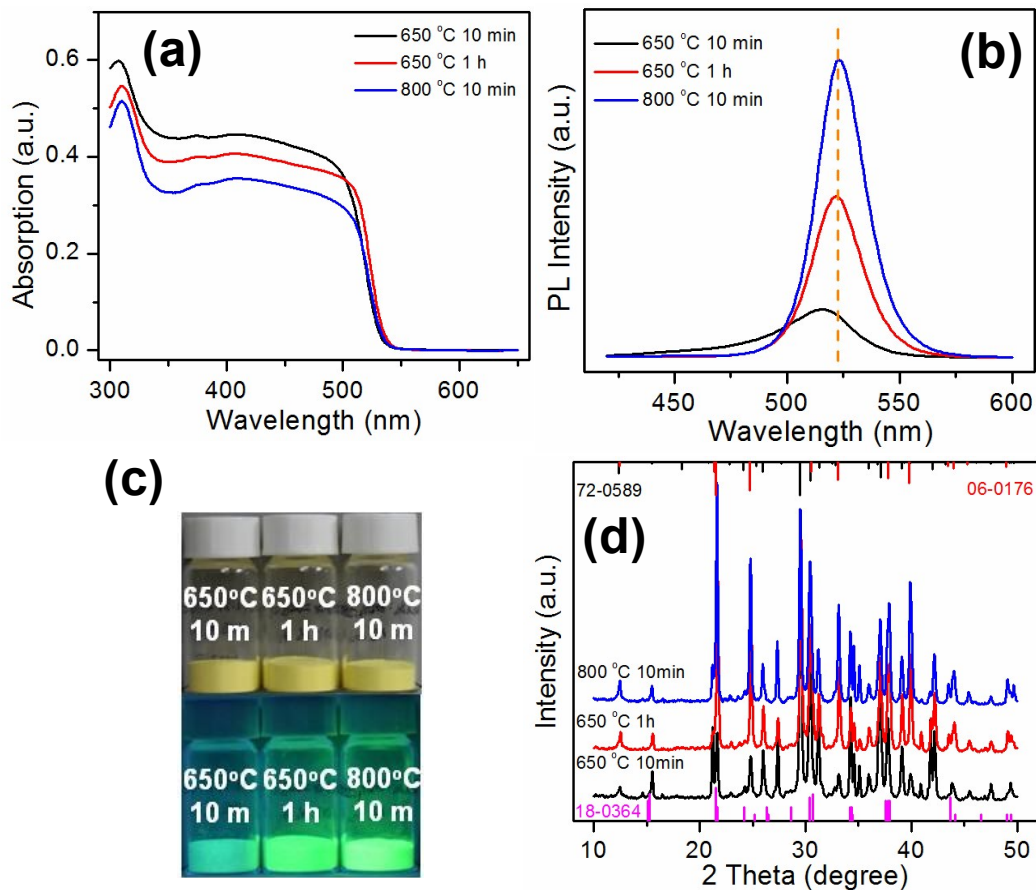 (a)
650 °C 10 min
650 °C 1 h
800 °C 10 min
0.6
0.4
0.2
0.0
Absorption (a.u.)
300
400
500
600
Wavelength (nm)
(b)
650 °C 10 min
650 °C 1 h
800 °C 10 min
PL Intensity (a.u.)
450
500
550
600
Wavelength (nm)
(c)
650°C
10 m
650°C
1 h
800°C
10 m
650°C
10 m
650°C
1 h
800°C
10 m
72-0589
06-0176
(d)
Intensity (a.u.)
800 °C 10min
650 °C 1h
650 °C 10min
18-0364
10
20
30
40
50
2 Theta (degree)